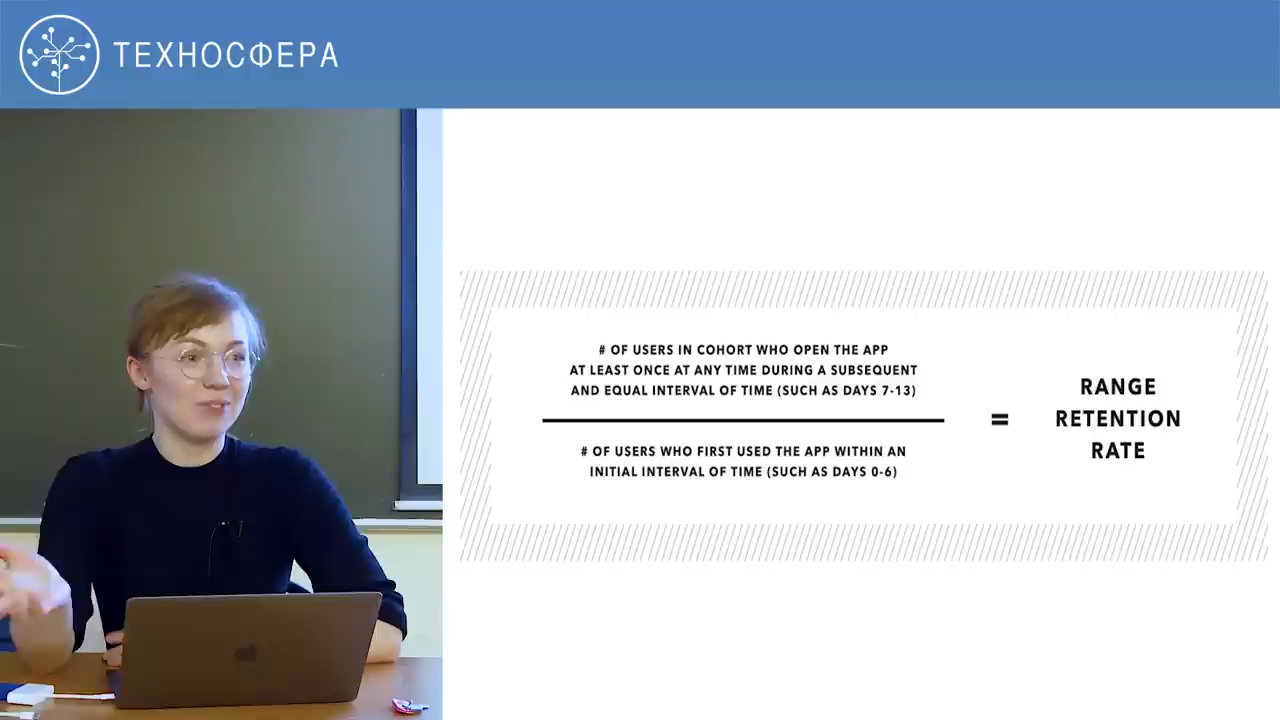 ТЕХНОСФЕРА
# OF USERS IN COHORT WHO OPEN THE APP
AT LEAST ONCE AT ANY TIME DURING A SUBSEQUENT
AND EQUAL INTERVAL OF TIME (SUCH AS DAYS 7-13)
# OF USERS WHO FIRST USED THE APP WITHIN AN
INITIAL INTERVAL OF TIME (SUCH AS DAYS 0-6)
=
RANGE
RETENTION
RATE